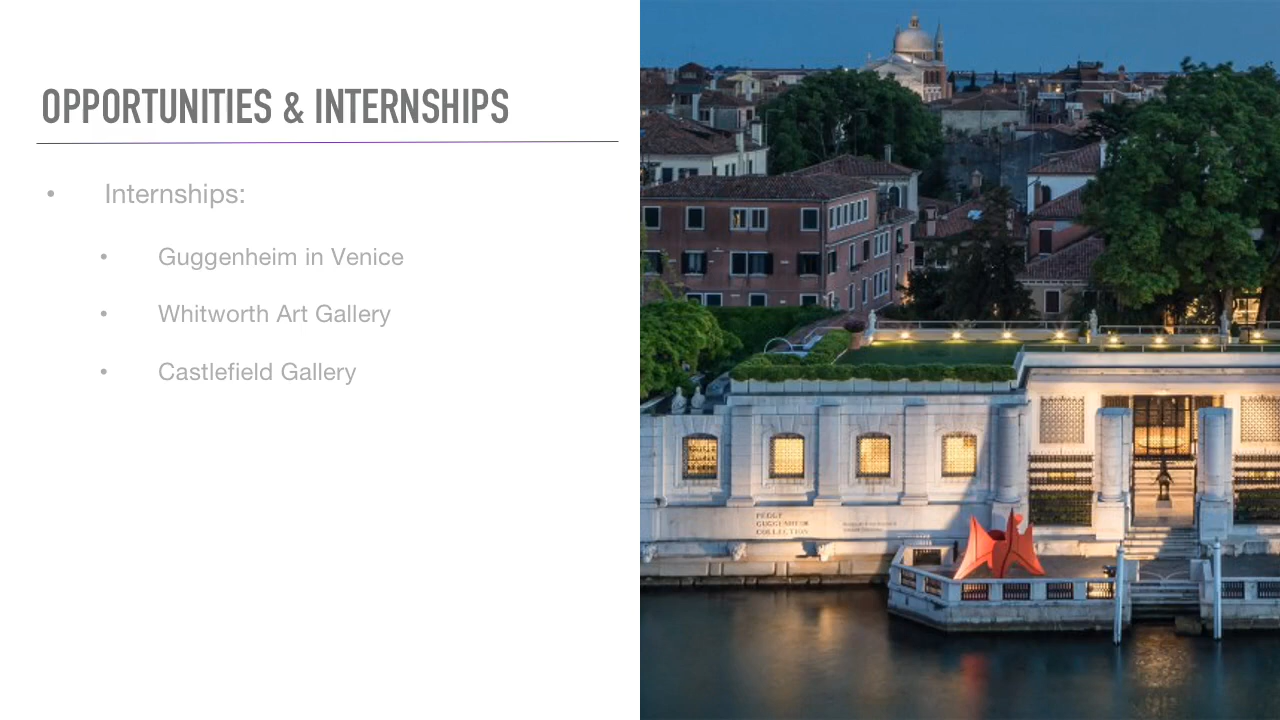 OPPORTUNITIES & INTERNSHIPS
• Internships:
• Guggenheim in Venice
• Whitworth Art Gallery
• Castlefield Gallery
PEGGY
GUGGENHEIM
COLLECTION